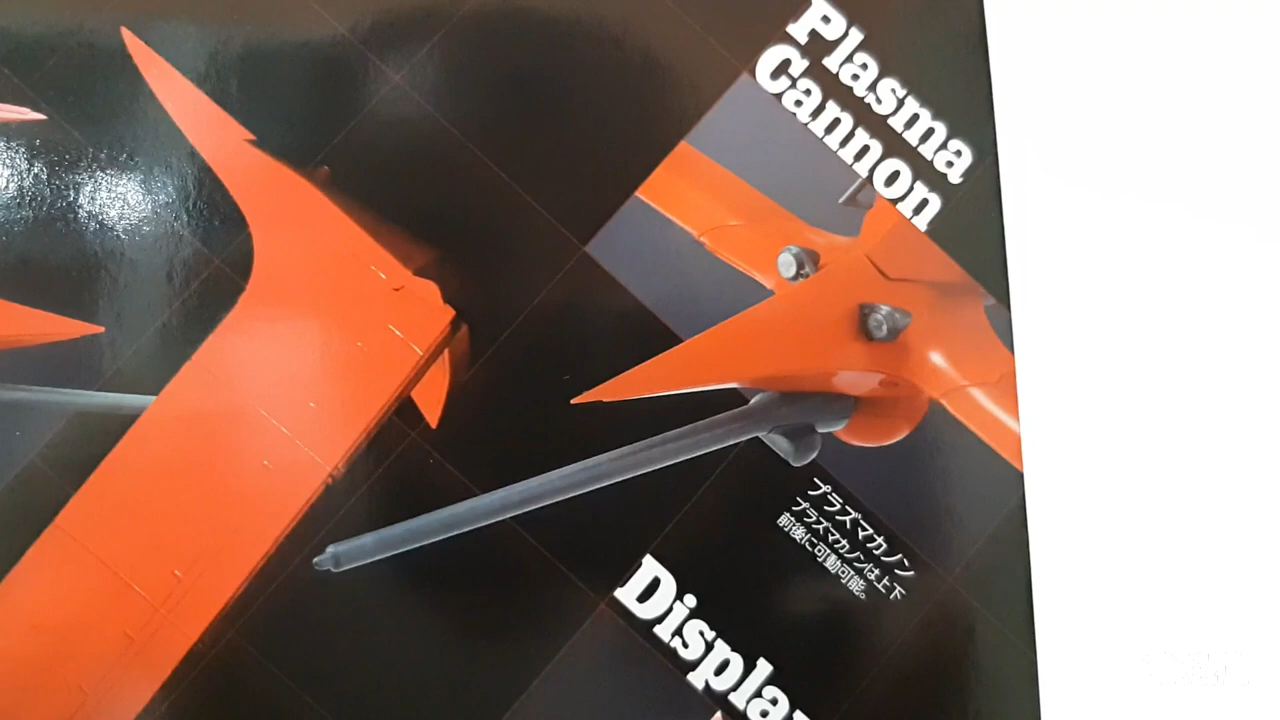 Plasma
Cannon
プラズマカノン
プラズマカノンは上下
前後に可動可能。
Display